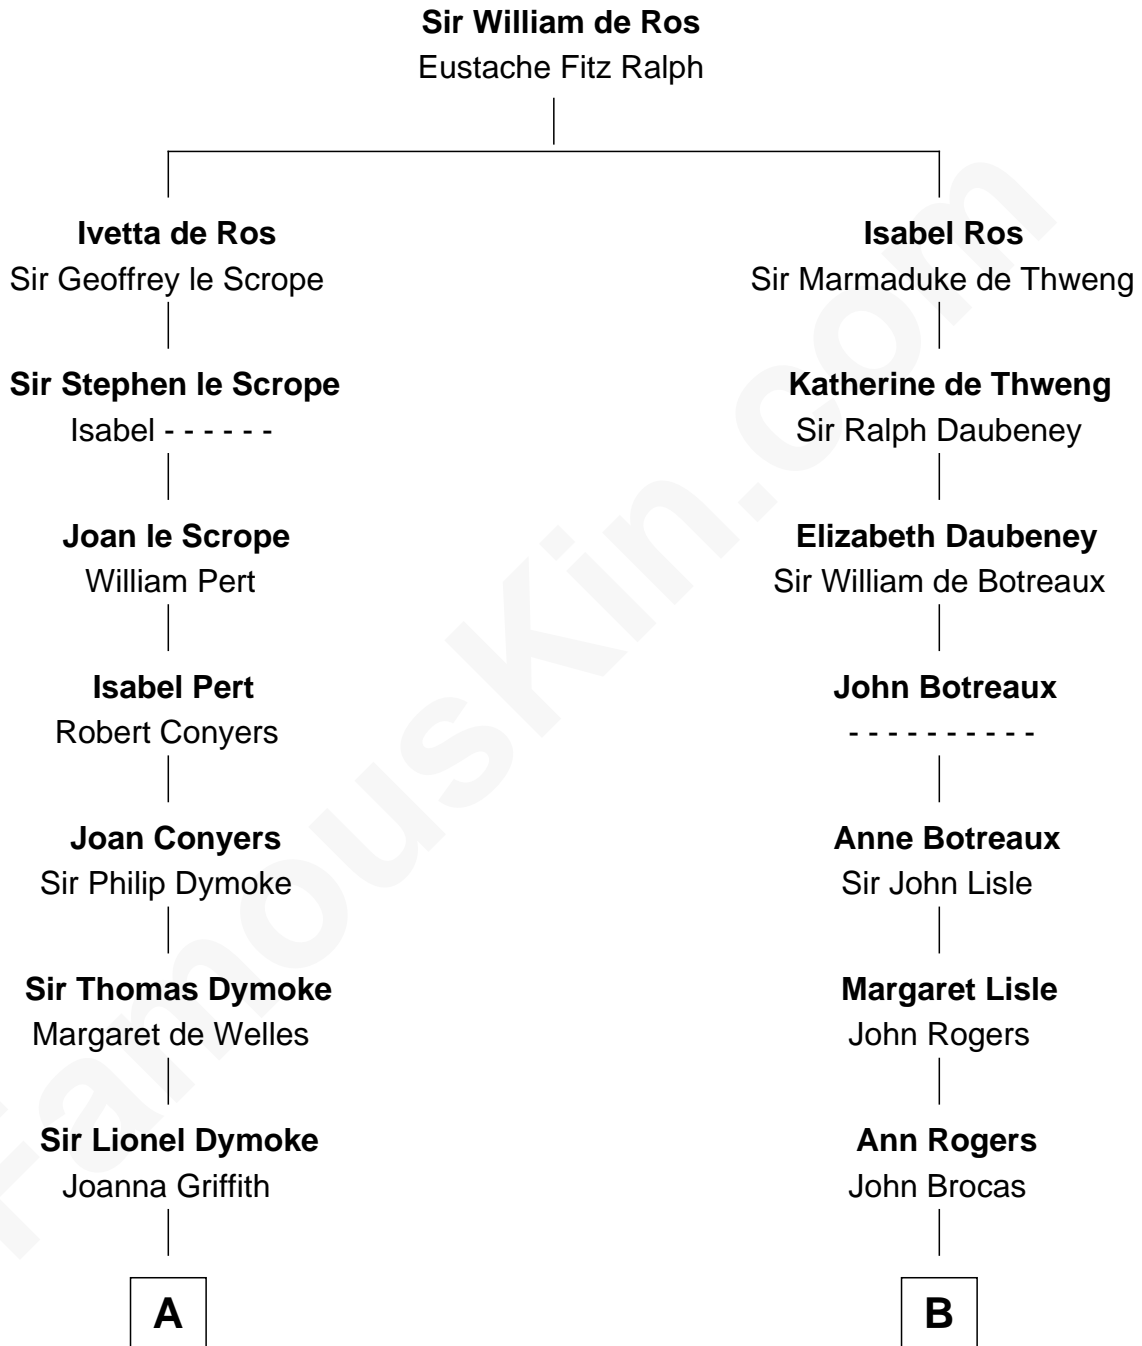 Sir William de Ros
Eustache Fitz Ralph
Ivetta de Ros
Sir Geoffrey le Scrope
Isabel Ros
Sir Marmaduke de Thweng
Sir Stephen le Scrope
Isabel - - - - - -
Katherine de Thweng
Sir Ralph Daubeney
Joan le Scrope
William Pert
Elizabeth Daubeney
Sir William de Botreaux
Isabel Pert
Robert Conyers
John Botreaux
- - - - - - - - - -
Joan Conyers
Sir Philip Dymoke
Anne Botreaux
Sir John Lisle
Sir Thomas Dymoke
Margaret de Welles
Margaret Lisle
John Rogers
Sir Lionel Dymoke
Joanna Griffith
Ann Rogers
John Brocas
A
B
FamousKin.com